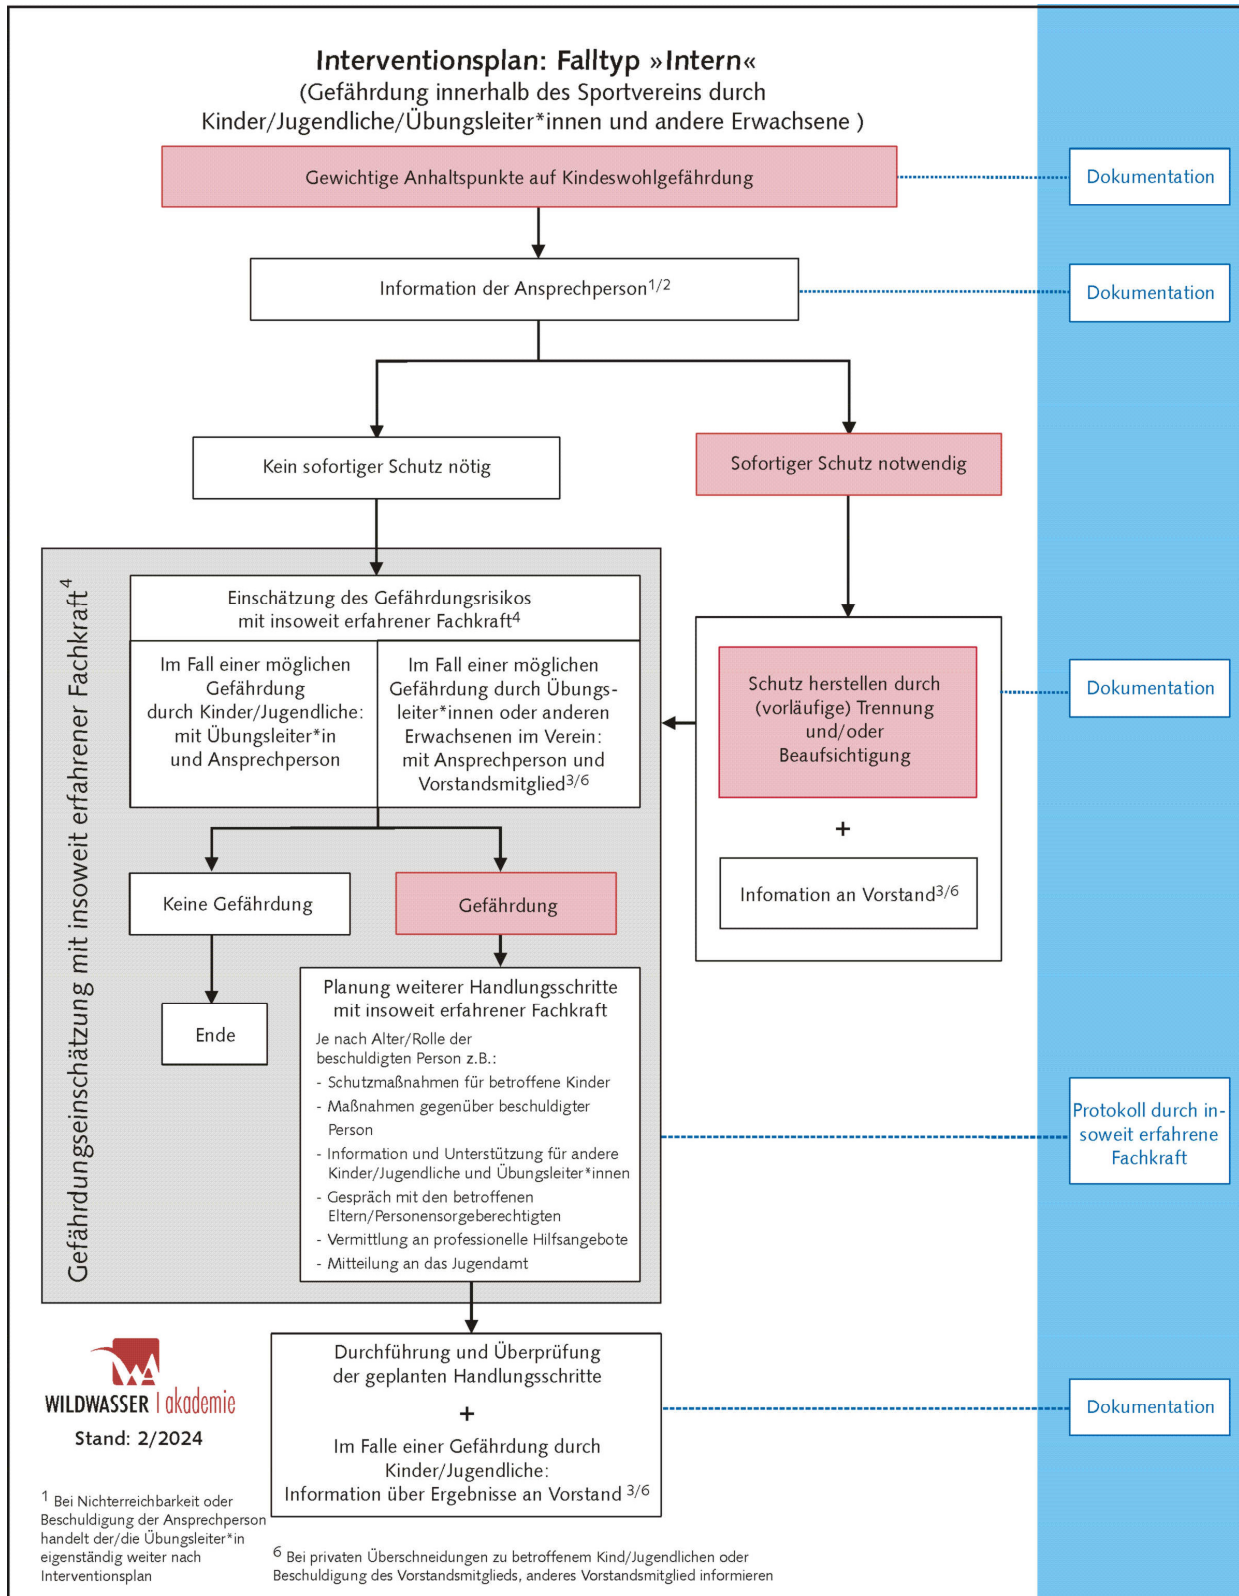 Interventionsplan: Falltyp »Intern«
(Gefährdung innerhalb des Sportvereins durch
Kinder/Jugendliche/Übungsleiter*innen und andere Erwachsene )
Gewichtige Anhaltspunkte auf Kindeswohlgefährdung
Dokumentation
Information der Ansprechperson1/2
Dokumentation
Kein sofortiger Schutz nötig
Sofortiger Schutz notwendig
Gefährdungseinschätzung mit insoweit erfahrener Fachkraft4
Einschätzung des Gefährdungsrisikos
mit insoweit erfahrener Fachkraft4
Im Fall einer möglichen
Gefährdung
durch Kinder/Jugendliche:
mit Übungsleiter*in
und Ansprechperson
Im Fall einer möglichen
Gefährdung durch Übungs-
leiter*innen oder anderen
Erwachsenen im Verein:
mit Ansprechperson und
Vorstandsmitglied3/6
Schutz herstellen durch
(vorläufige) Trennung
und/oder
Beaufsichtigung
+
Infomation an Vorstand3/6
Dokumentation
Keine Gefährdung
Gefährdung
Ende
Planung weiterer Handlungsschritte
mit insoweit erfahrener Fachkraft
Je nach Alter/Rolle der
beschuldigten Person z.B.:
- Schutzmaßnahmen für betroffene Kinder
- Maßnahmen gegenüber beschuldigter
Person
- Information und Unterstützung für andere
Kinder/Jugendliche und Übungsleiter*innen
- Gespräch mit den betroffenen
Eltern/Personensorgeberechtigten
- Vermittlung an professionelle Hilfsangebote
- Mitteilung an das Jugendamt
Protokoll durch in-
soweit erfahrene
Fachkraft
Durchführung und Überprüfung
der geplanten Handlungsschritte
+
Im Falle einer Gefährdung durch
Kinder/Jugendliche:
Information über Ergebnisse an Vorstand 3/6
Dokumentation
WILDWASSER | akademie
Stand: 2/2024
1 Bei Nichterreichbarkeit oder
Beschuldigung der Ansprechperson
handelt der/die Übungsleiter*in
eigenständig weiter nach
Interventionsplan
6 Bei privaten Überschneidungen zu betroffenem Kind/Jugendlichen oder
Beschuldigung des Vorstandsmitglieds, anderes Vorstandsmitglied informieren